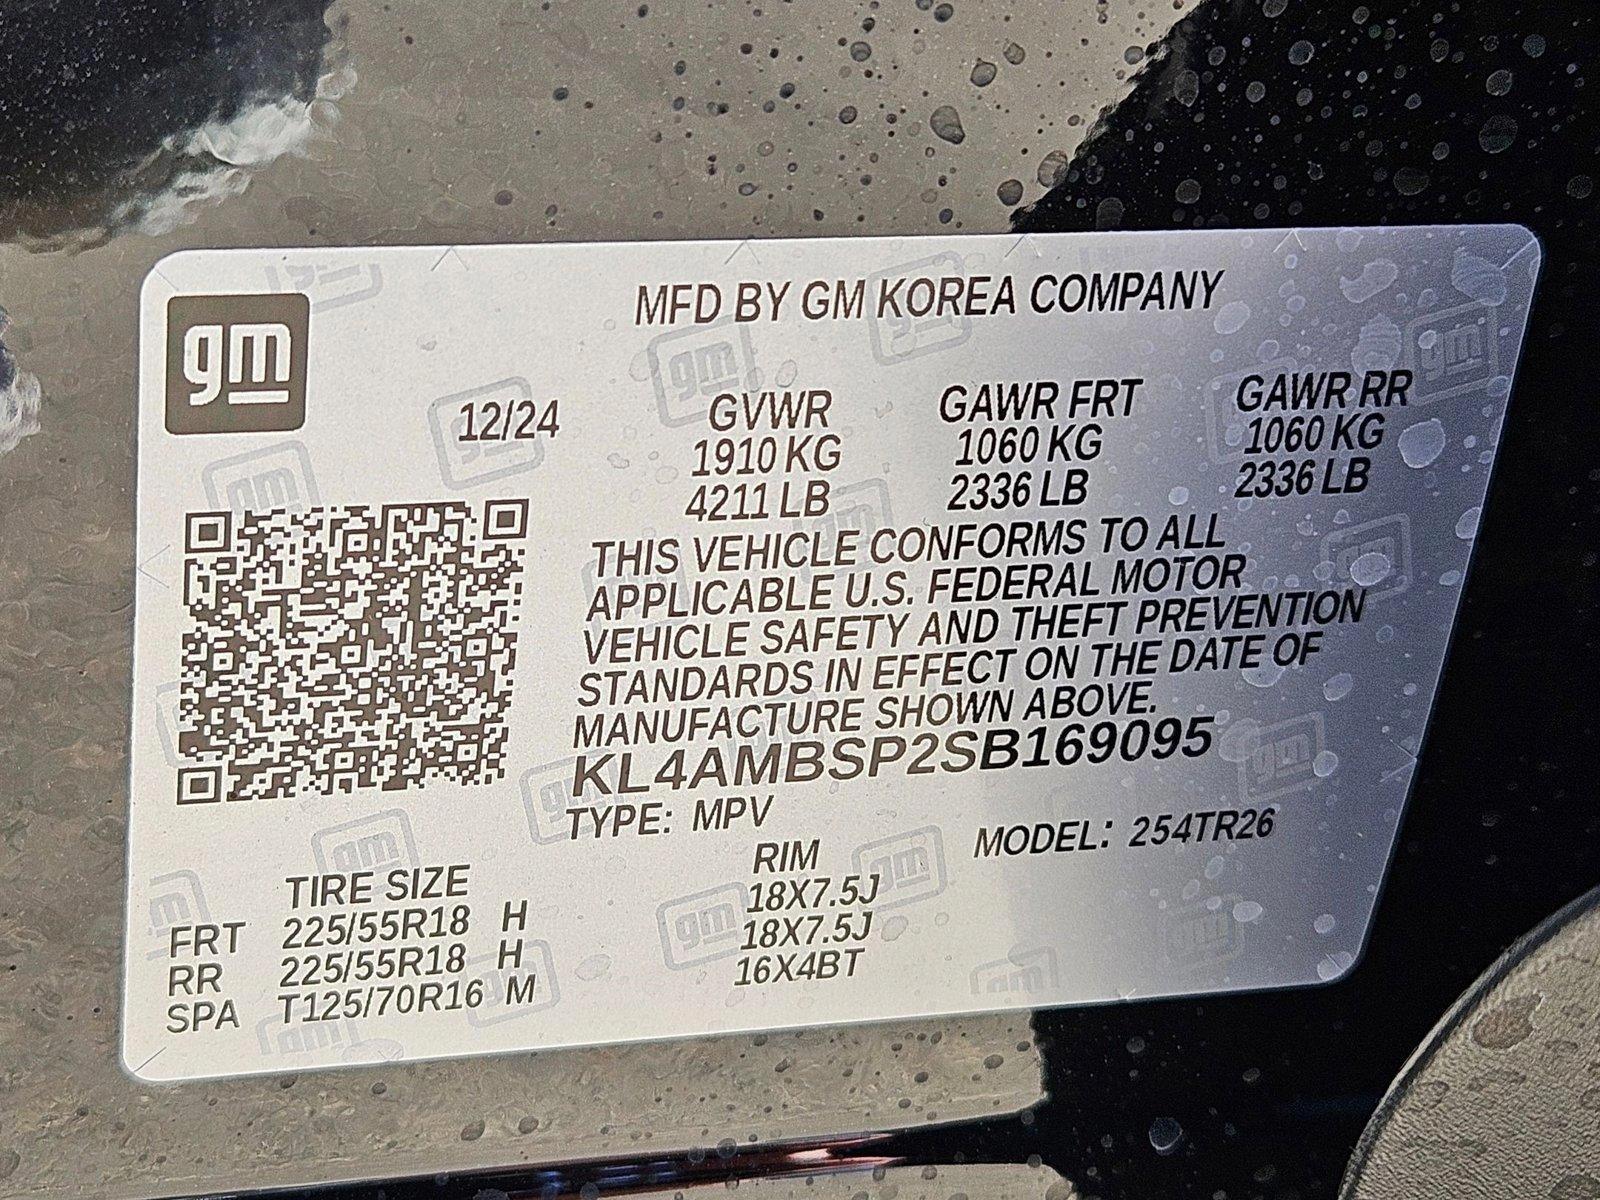 gm
MFD BY GM KOREA COMPANY
12/24
GVWR GAWR FRT GAWR RR
1910 KG 1060 KG 1060 KG
4211 LB 2336 LB 2336 LB
THIS VEHICLE CONFORMS TO ALL
APPLICABLE U.S. FEDERAL MOTOR
VEHICLE SAFETY AND THEFT PREVENTION
STANDARDS IN EFFECT ON THE DATE OF
MANUFACTURE SHOWN ABOVE.
KL4AMBSP2SB169095
TYPE: MPV MODEL: 254TR26
TIRE SIZE RIM
FRT 225/55R18 H 18X7.5J
RR 225/55R18 H 18X7.5J
SPA T125/70R16 M 16X4BT